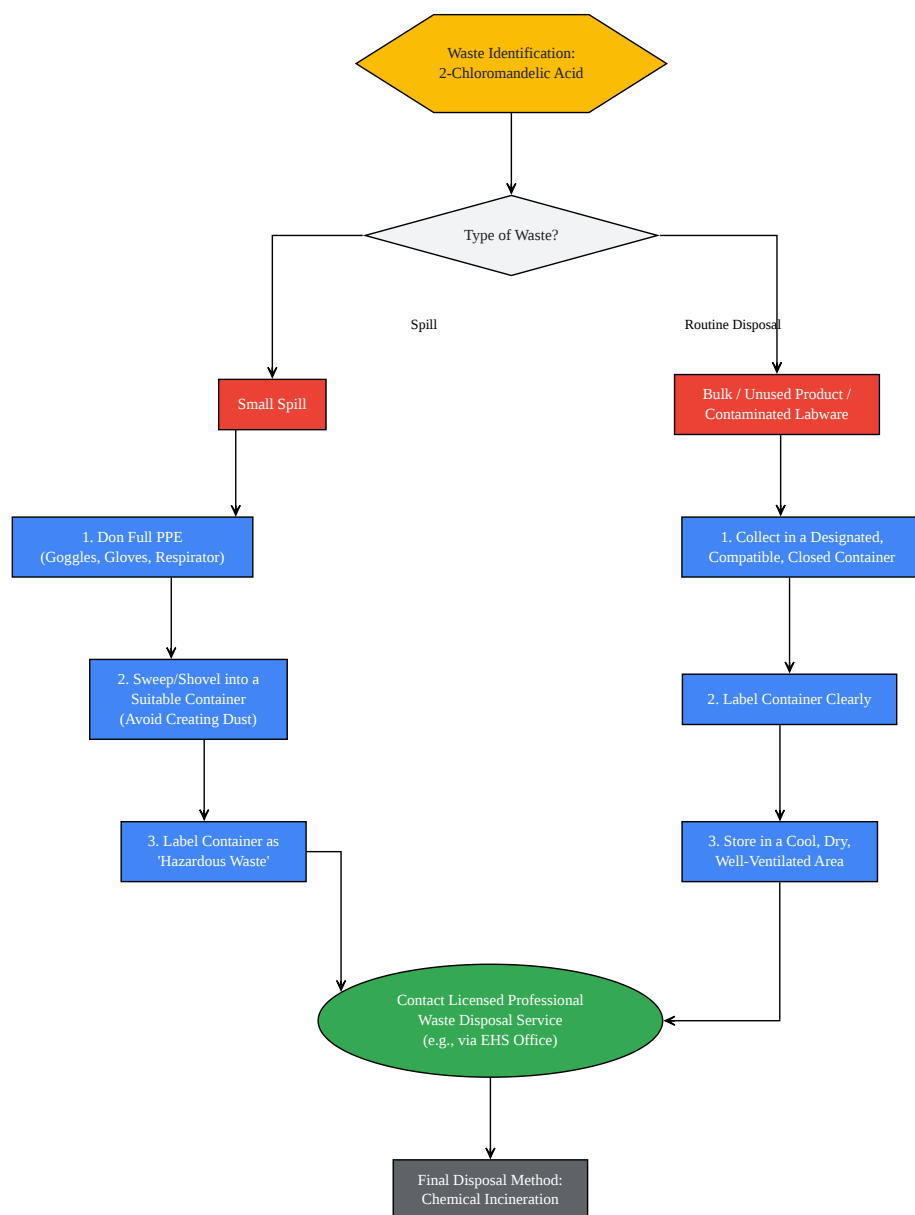 Waste Identification:
2-Chloromandelic Acid
Type of Waste?
Spill
Routine Disposal
Small Spill
Bulk / Unused Product /
Contaminated Labware
1. Don Full PPE
(Goggles, Gloves, Respirator)
1. Collect in a Designated,
Compatible, Closed Container
2. Sweep/Shovel into a
Suitable Container
(Avoid Creating Dust)
2. Label Container Clearly
3. Label Container as
'Hazardous Waste'
3. Store in a Cool, Dry,
Well-Ventilated Area
Contact Licensed Professional
Waste Disposal Service
(e.g., via EHS Office)
Final Disposal Method:
Chemical Incineration